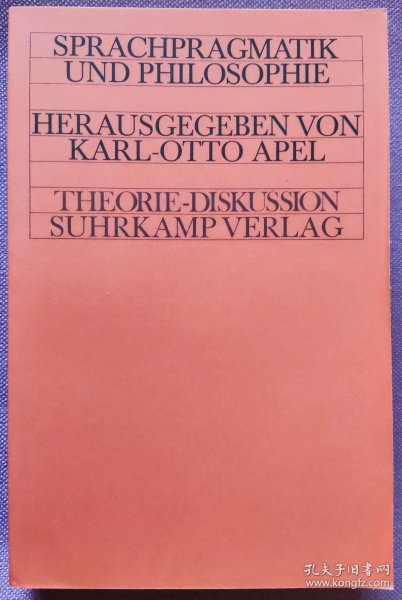 SPRACHPRAGMATIK
UND PHILOSOPHIE
HERAUSGEGEBEN VON
KARL-OTTO APEL
THEORIE-DISKUSSION
SUHRKAMP VERLAG
孔夫子旧书网
www.kongfz.com